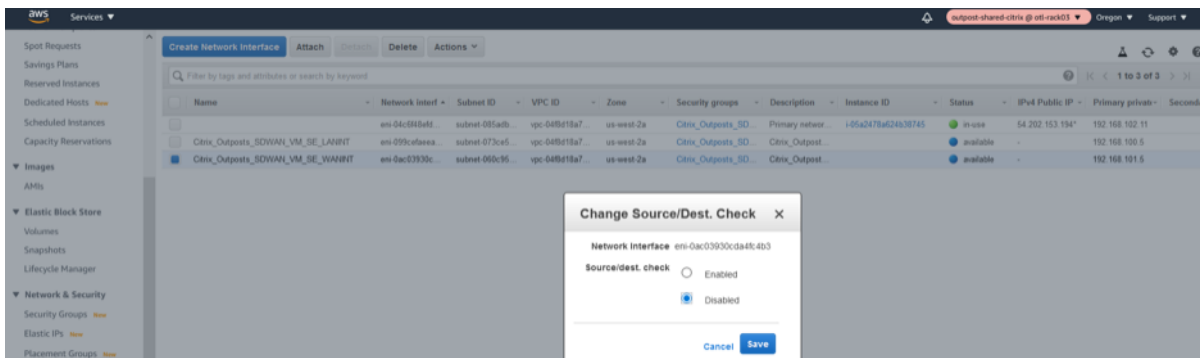 aws Services ▼ outpost-shared-citrix @ otl-rack03 ▼ Oregon ▼ Support ▼
Spot Requests
Savings Plans
Reserved Instances
Dedicated Hosts New
Scheduled Instances
Capacity Reservations
▼ Images
AMIs
▼ Elastic Block Store
Volumes
Snapshots
Lifecycle Manager
▼ Network & Security
Security Groups New
Elastic IPs New
Placement Groups New
Create Network Interface Attach Detach Delete Actions
Filter by tags and attributes or search by keyword 1 to 3 of 3
Name Network interf Subnet ID VPC ID Zone Security groups Description Instance ID Status IPv4 Public IP Primary privat Second
subnet-085adb... vpc-04f8d18a7... us-west-2a Citrix_Outposts_SD... Primary networ... i-05a2478a624b38745 in-use 54.202.153.194* 192.168.102.11
Citrix_Outposts_SDWAN_VM_SE_LANINT eni-099cefaeea... subnet-073ce5... vpc-04f8d18a7... us-west-2a Citrix_Outposts_SD... Citrix_Outpost... available - 192.168.100.5
Citrix_Outposts_SDWAN_VM_SE_WANINT eni-0ac03930c... subnet-060c95... vpc-04f8d18a7... us-west-2a Citrix_Outposts_SD... Citrix_Outpost... available - 192.168.101.5
Change Source/Dest. Check ×
Network Interface eni-0ac03930cda4fc4b3
Source/dest. check Enabled
Disabled
Cancel Save